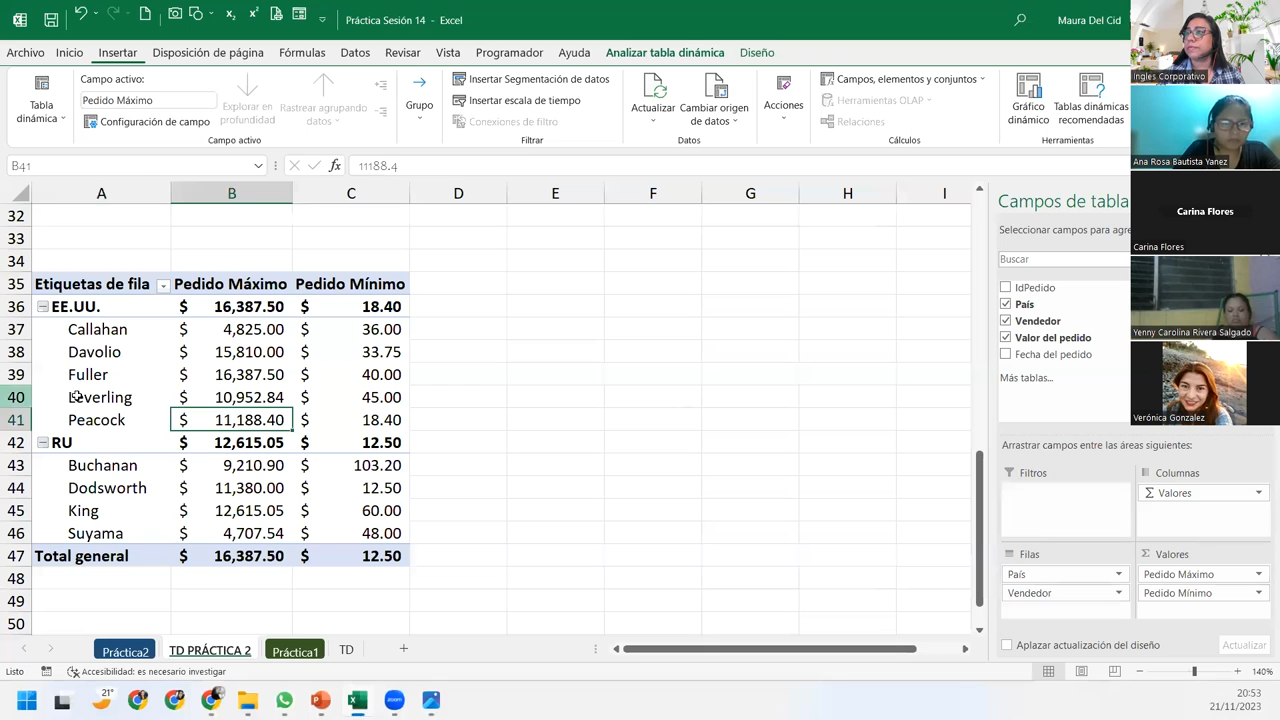 Práctica Sesión 14 - Excel
Maura Del Cid
Archivo Inicio Insertar Disposición de página Fórmulas Datos Revisar Vista Programador Ayuda Analizar tabla dinámica Diseño
Tabla dinámica
Campo activo:
Pedido Máximo
Configuración de campo
Explorar en profundidad
Rastrear agrupando datos
Campo activo
Grupo
Insertar Segmentación de datos
Insertar escala de tiempo
Conexiones de filtro
Filtrar
Actualizar
Cambiar origen de datos
Datos
Acciones
Campos, elementos y conjuntos
Herramientas OLAP
Relaciones
Cálculos
Gráfico dinámico
Tablas dinámicas recomendadas
Herramientas
B41
fx 11188.4
A B C D E F G H I
32
33
34
35 Etiquetas de fila Pedido Máximo Pedido Mínimo
36 EE.UU. $ 16,387.50 $ 18.40
37 Callahan $ 4,825.00 $ 36.00
38 Davolio $ 15,810.00 $ 33.75
39 Fuller $ 16,387.50 $ 40.00
40 Leverling $ 10,952.84 $ 45.00
41 Peacock $ 11,188.40 $ 18.40
42 RU $ 12,615.05 $ 12.50
43 Buchanan $ 9,210.90 $ 103.20
44 Dodsworth $ 11,380.00 $ 12.50
45 King $ 12,615.05 $ 60.00
46 Suyama $ 4,707.54 $ 48.00
47 Total general $ 16,387.50 $ 12.50
48
49
50
Campos de tabla
Seleccionar campos para agre
Buscar
IdPedido
País
Vendedor
Valor del pedido
Fecha del pedido
Más tablas...
Arrastrar campos entre las áreas siguientes:
Filtros
Columnas
Σ Valores
Filas
País
Vendedor
Σ Valores
Pedido Máximo
Pedido Mínimo
Aplazar actualización del diseño
Actualizar
Ingles Corporativo
Ana Rosa Bautista Yanez
Carina Flores
Carina Flores
Yenny Carolina Rivera Salgado
Verónica Gonzalez
Práctica2 TD PRÁCTICA 2 Práctica1 TD
Listo
Accesibilidad: es necesario investigar
140%
21°
zoom
20:53
21/11/2023